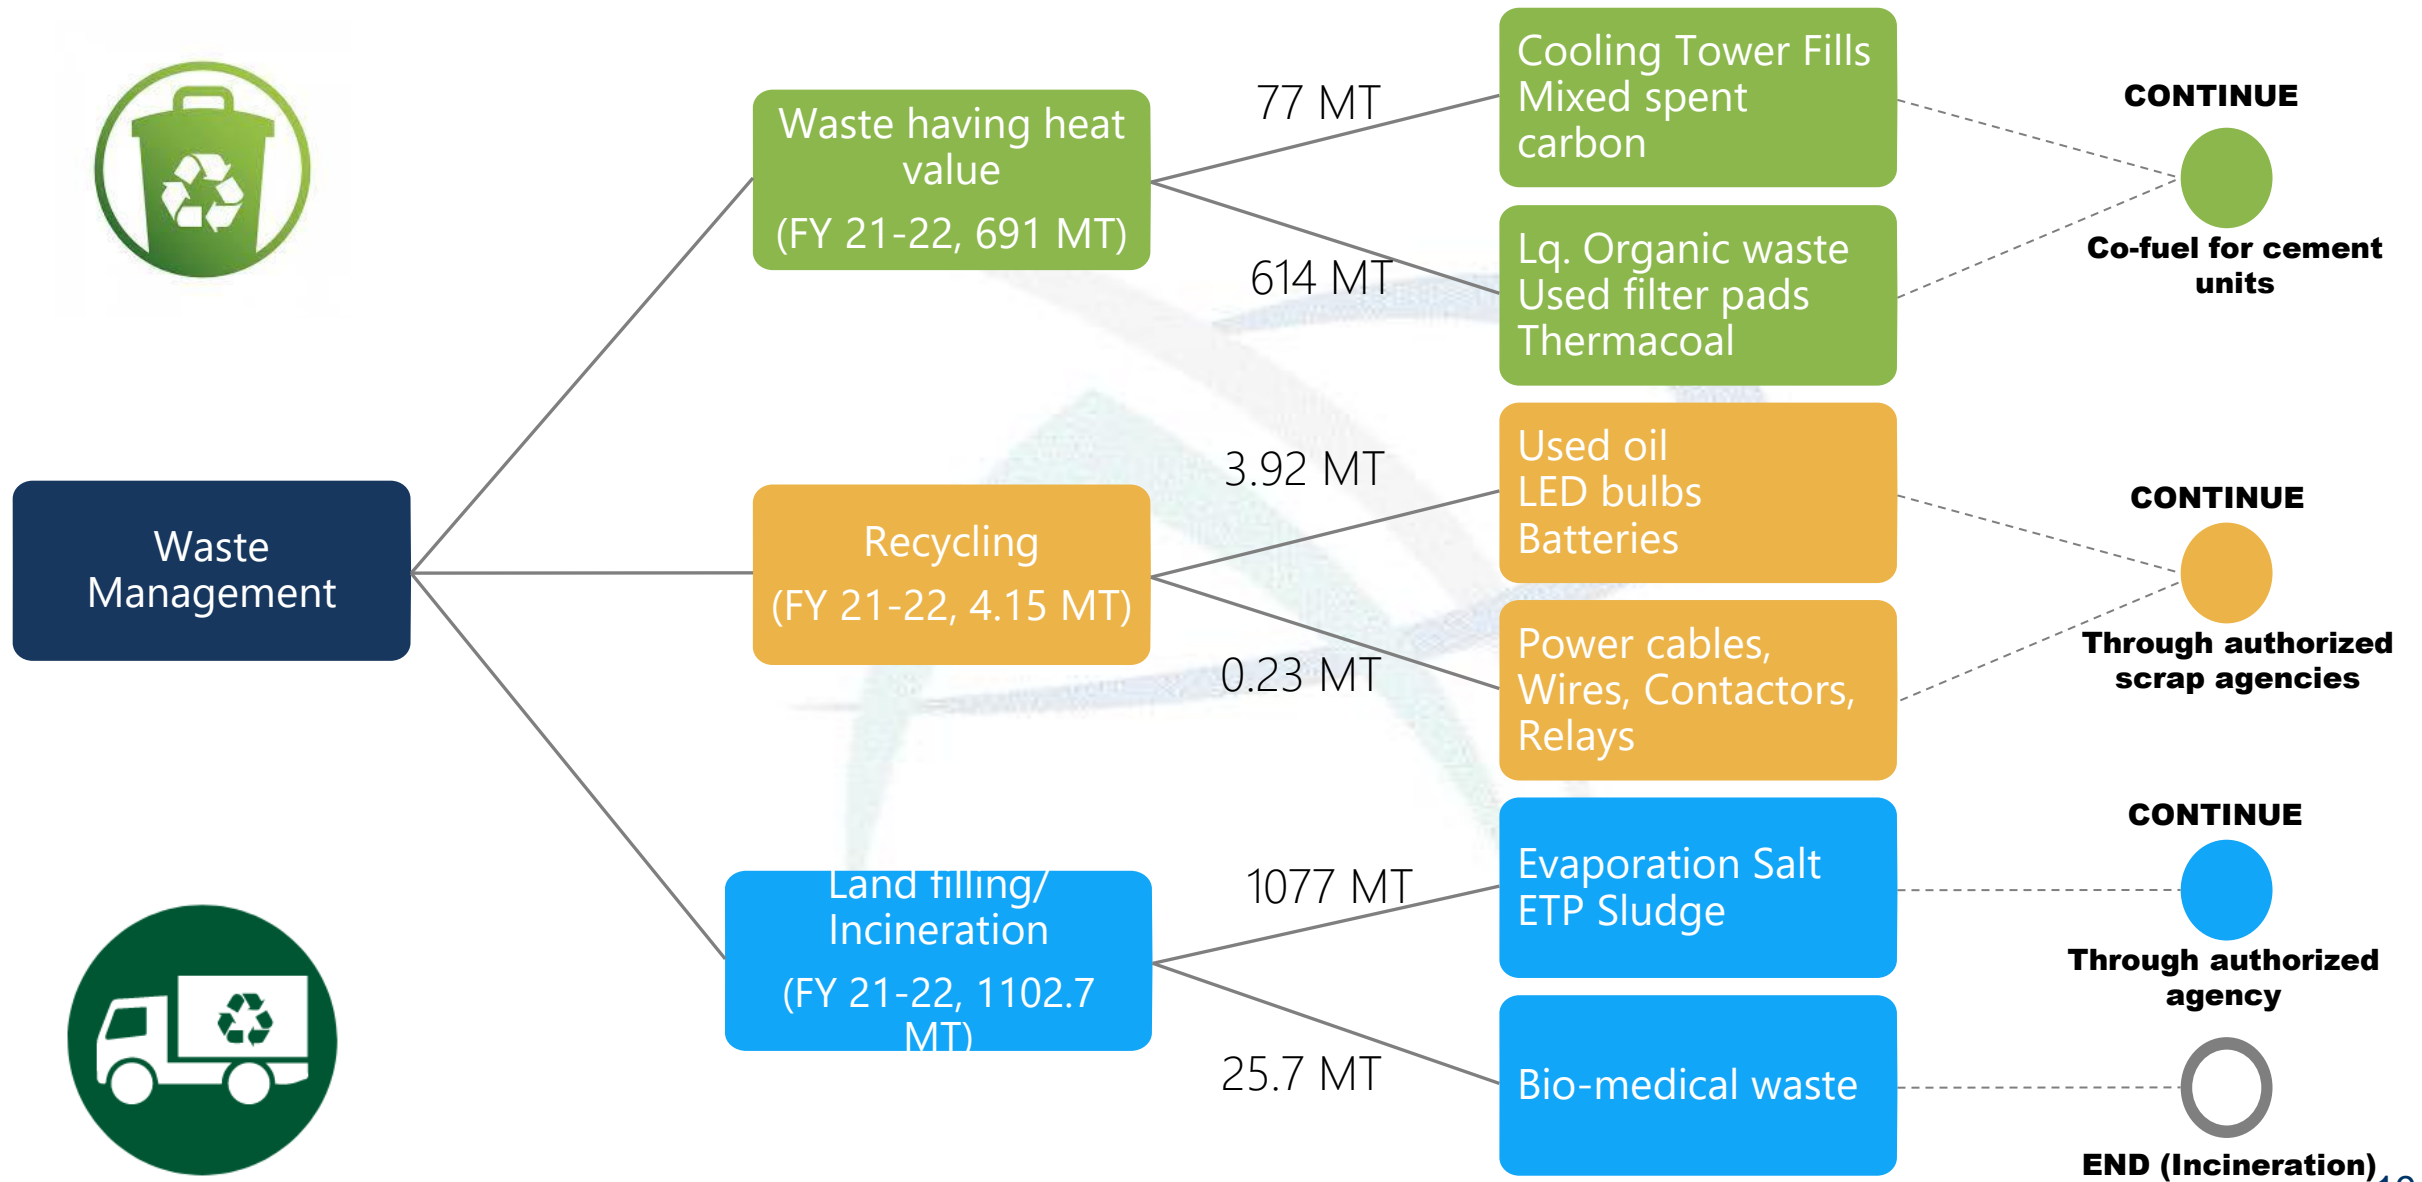 Waste
Management
Waste having heat
value
(FY 21-22, 691 MT)
77 MT
614 MT
Cooling Tower Fills
Mixed spent
carbon
Lq. Organic waste
Used filter pads
Thermacoal
CONTINUE
Co-fuel for cement
units
Recycling
(FY 21-22, 4.15 MT)
3.92 MT
0.23 MT
Used oil
LED bulbs
Batteries
Power cables,
Wires, Contactors,
Relays
CONTINUE
Through authorized
scrap agencies
Land filling/
Incineration
(FY 21-22, 1102.7
MT)
1077 MT
25.7 MT
Evaporation Salt
ETP Sludge
Bio-medical waste
CONTINUE
Through authorized
agency
END (Incineration)